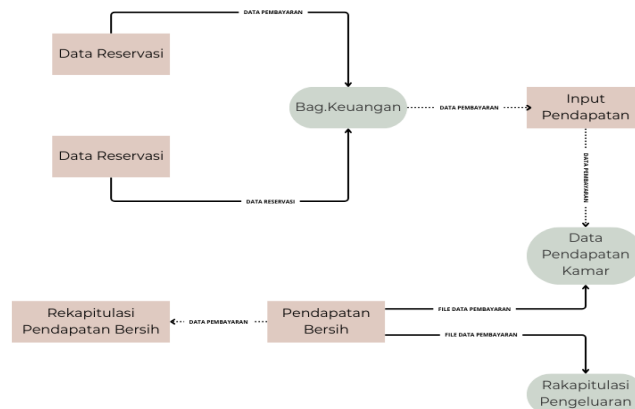 DATA PEMBAYARAN
Data Reservasi
Bag.Keuangan
DATA PEMBAYARAN
Input
Pendapatan
Data Reservasi
DATA RESERVASI
DATA PEMBAYARAN
Data
Pendapatan
Kamar
Rekapitulasi
Pendapatan Bersih
DATA PEMBAYARAN
Pendapatan
Bersih
FILE DATA PEMBAYARAN
FILE DATA PEMBAYARAN
Rakapitulasi
Pengeluaran